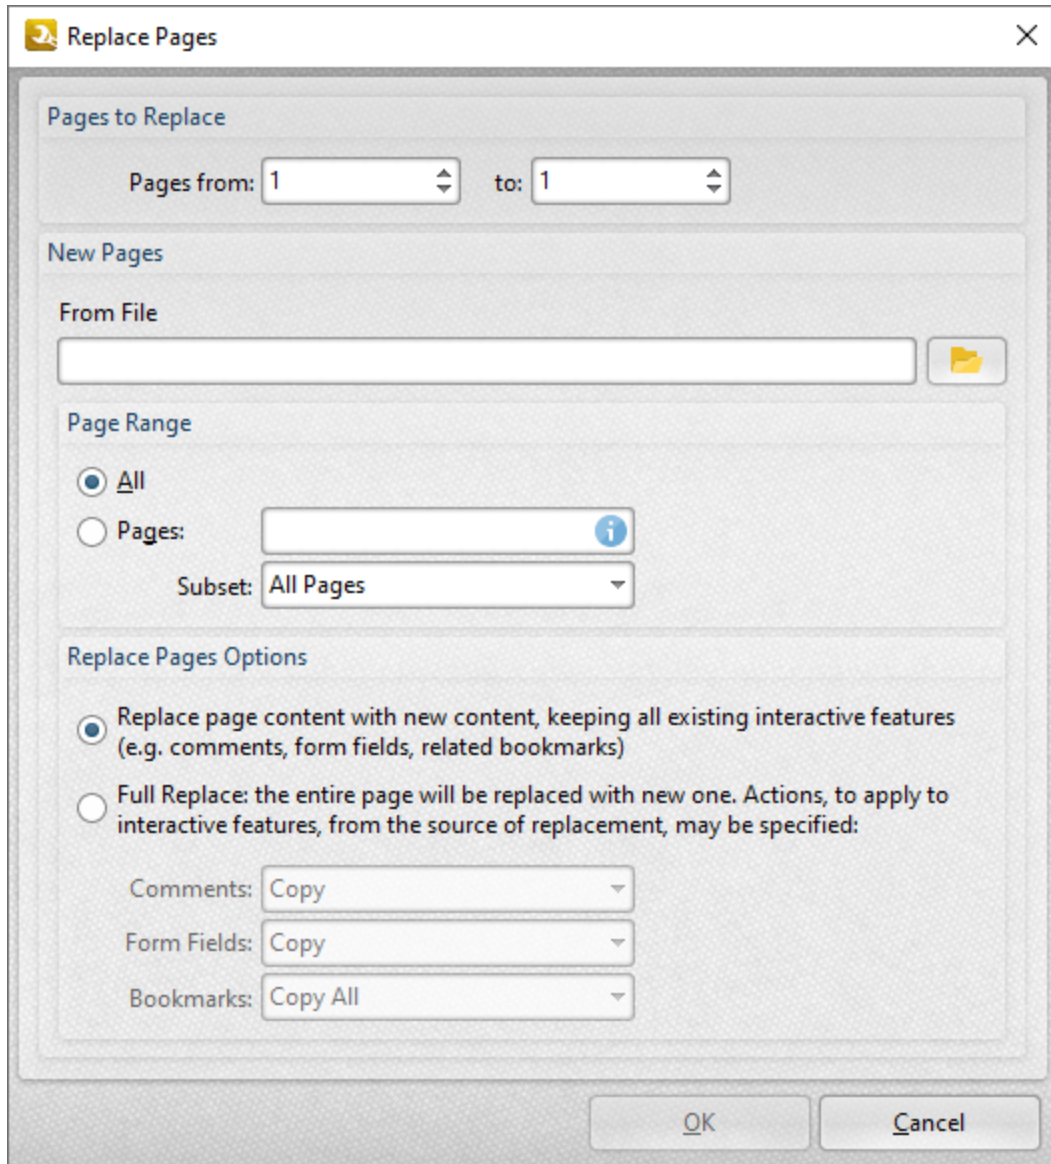 Replace Pages
Pages to Replace
Pages from: 1 to: 1
New Pages
From File
Page Range
All
Pages:
Subset: All Pages
Replace Pages Options
Replace page content with new content, keeping all existing interactive features
(e.g. comments, form fields, related bookmarks)
Full Replace: the entire page will be replaced with new one. Actions, to apply to
interactive features, from the source of replacement, may be specified:
Comments: Copy
Form Fields: Copy
Bookmarks: Copy All
OK Cancel